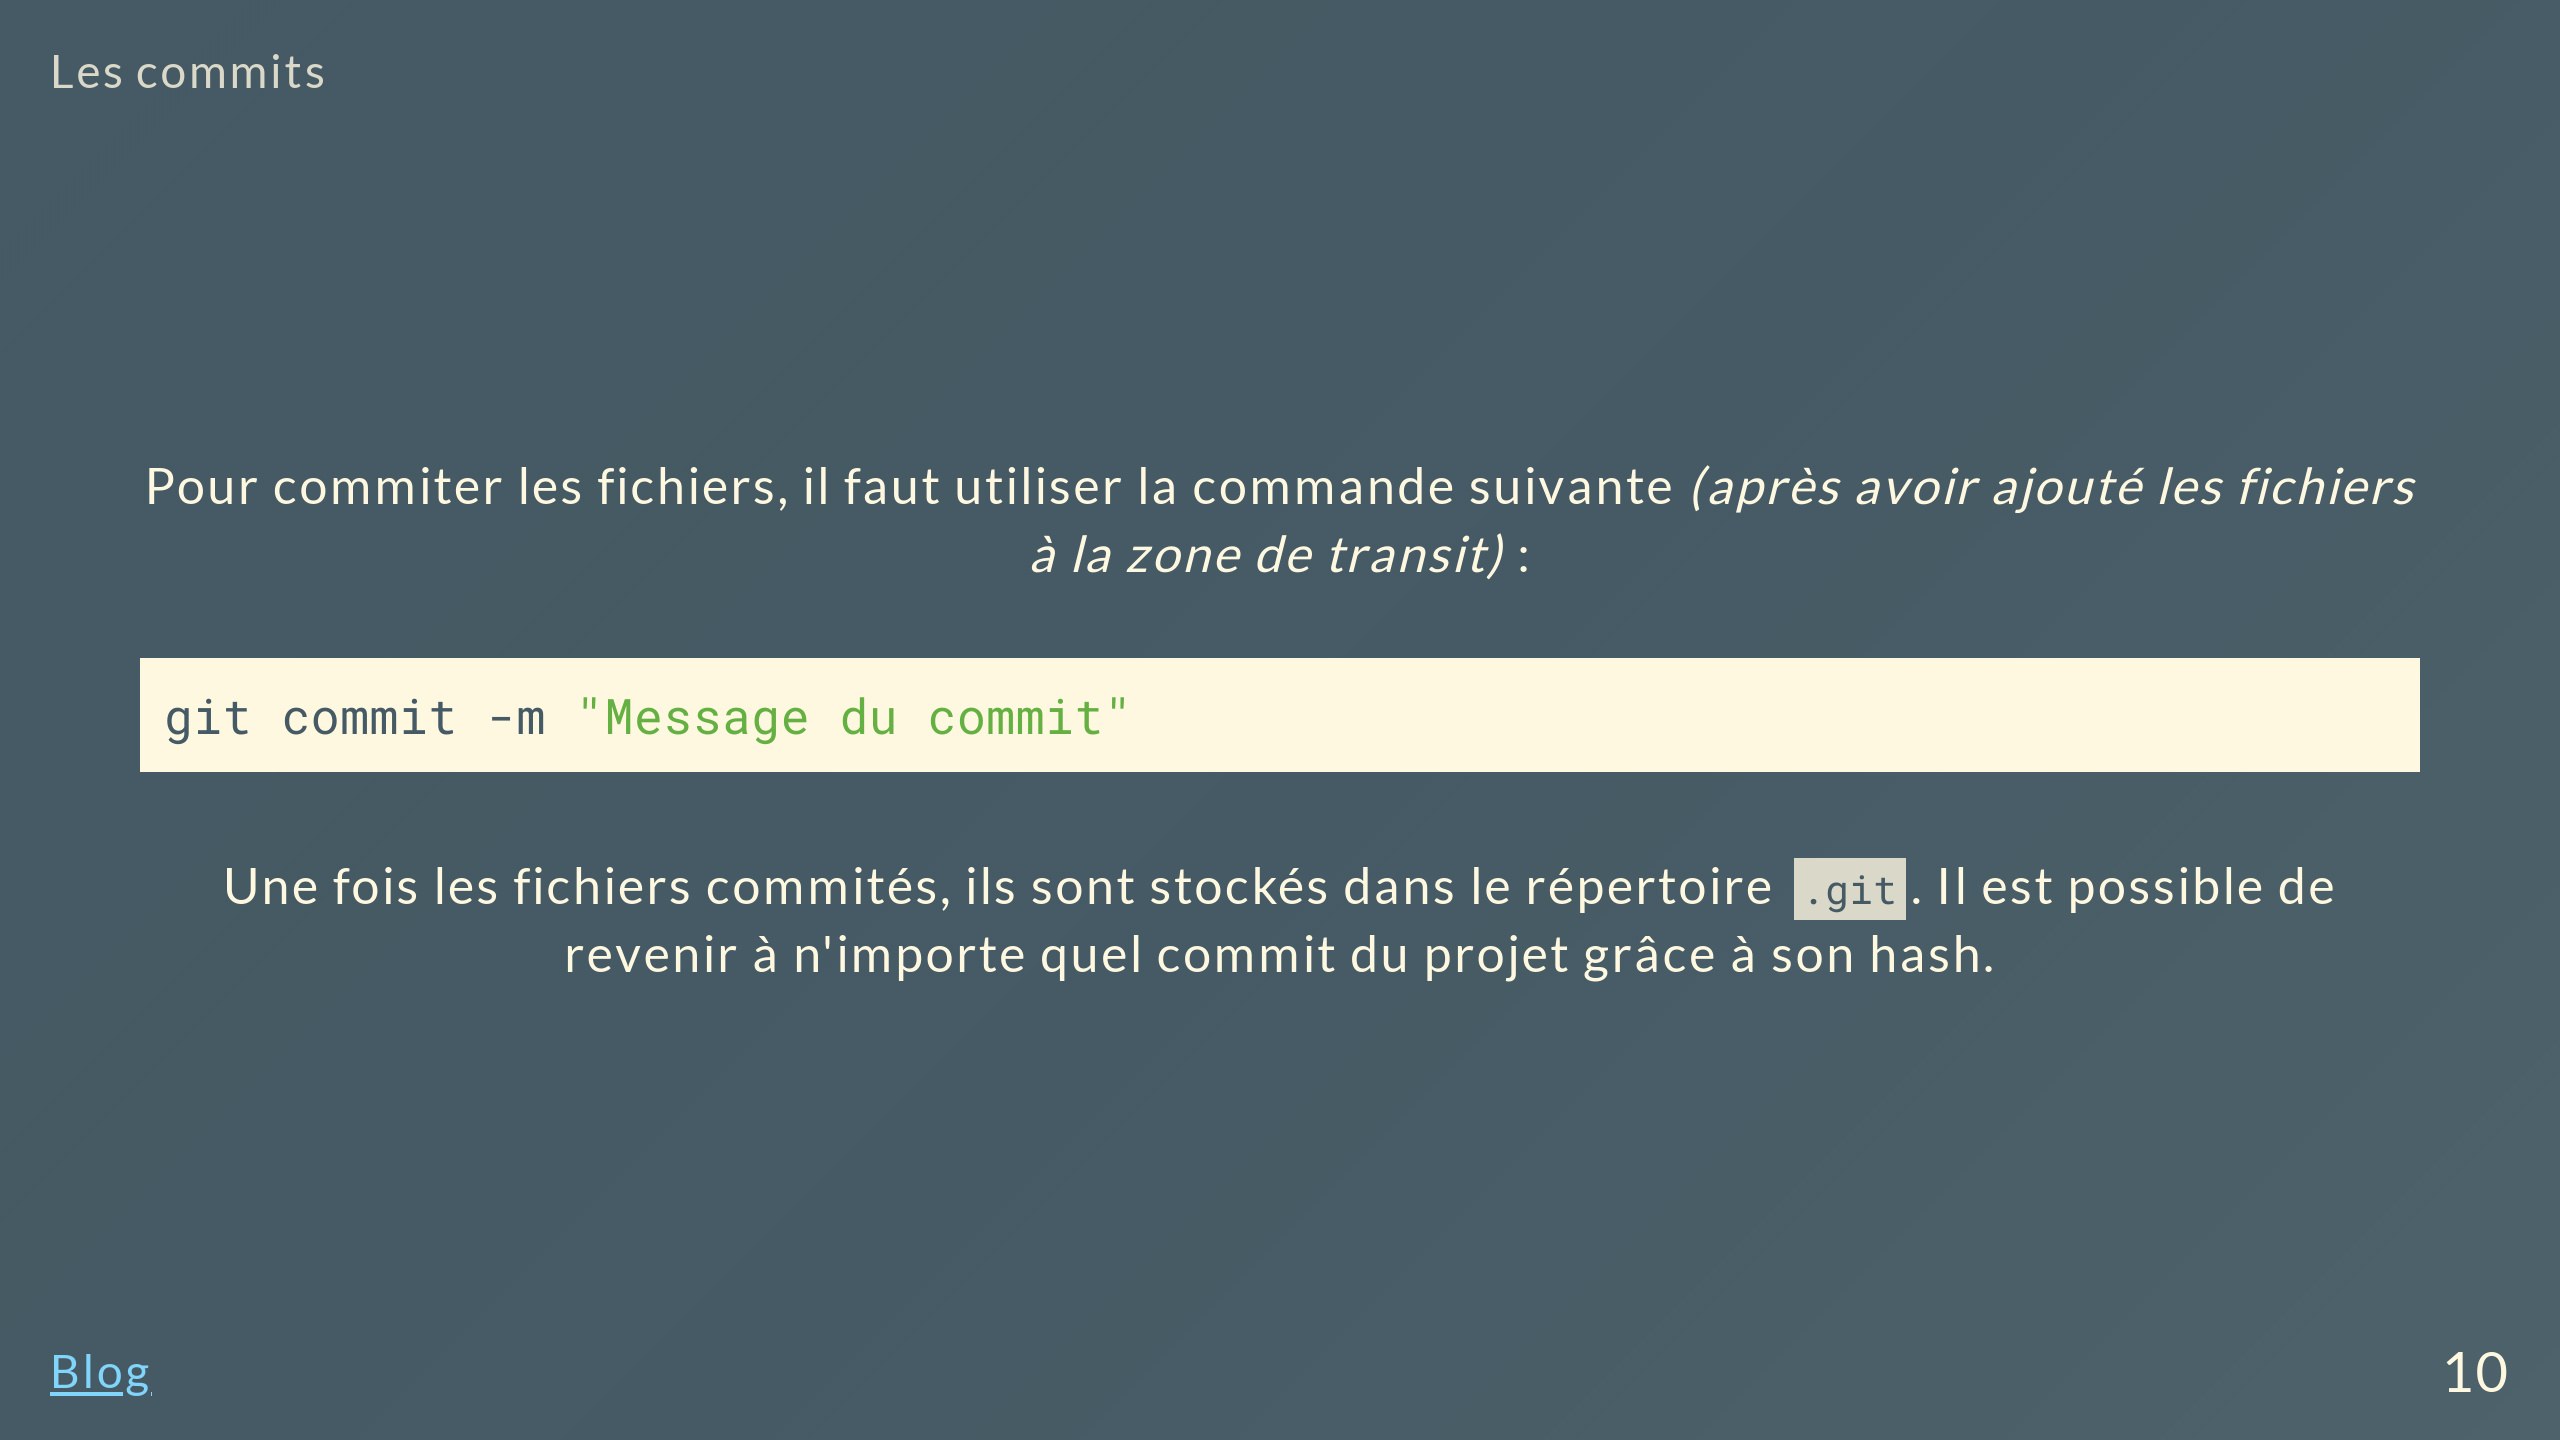 Les commits
Pour commiter les fichiers, il faut utiliser la commande suivante (après avoir ajouté les fichiers
à la zone de transit) :
git commit -m "Message du commit"
Une fois les fichiers commités, ils sont stockés dans le répertoire .git. Il est possible de
revenir à n'importe quel commit du projet grâce à son hash.
Blog
10